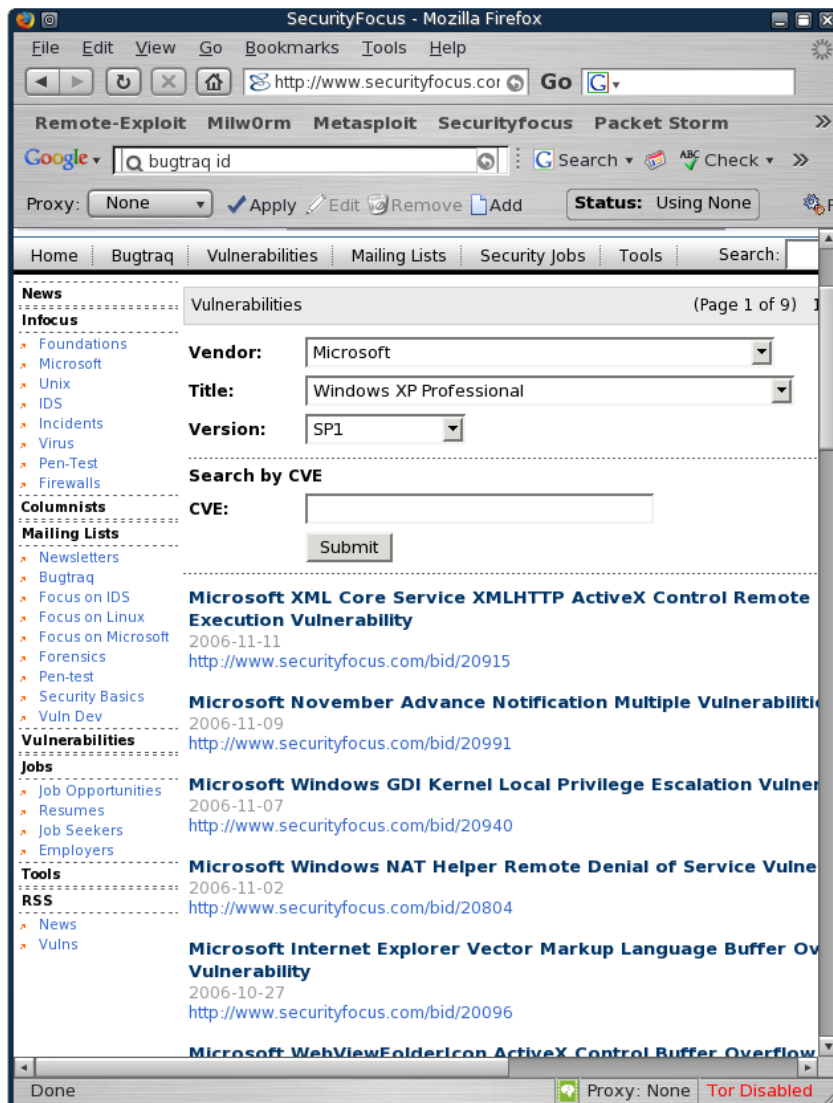 SecurityFocus - Mozilla Firefox
File Edit View Go Bookmarks Tools Help
http://www.securityfocus.cor Go G
Remote-Exploit Milw0rm Metasploit Securityfocus Packet Storm »
Google bugtraq id G Search ABC Check »
Proxy: None Apply Edit Remove Add Status: Using None
Home Bugtraq Vulnerabilities Mailing Lists Security Jobs Tools Search:
News
Infocus
Foundations
Microsoft
Unix
IDS
Incidents
Virus
Pen-Test
Firewalls
Columnists
Mailing Lists
Newsletters
Bugtraq
Focus on IDS
Focus on Linux
Focus on Microsoft
Forensics
Pen-test
Security Basics
Vuln Dev
Vulnerabilities
Jobs
Job Opportunities
Resumes
Job Seekers
Employers
Tools
RSS
News
Vulns
Vulnerabilities (Page 1 of 9)
Vendor: Microsoft
Title: Windows XP Professional
Version: SP1
Search by CVE
CVE:
Submit
Microsoft XML Core Service XMLHTTP ActiveX Control Remote
Execution Vulnerability
2006-11-11
http://www.securityfocus.com/bid/20915
Microsoft November Advance Notification Multiple Vulnerabilitie
2006-11-09
http://www.securityfocus.com/bid/20991
Microsoft Windows GDI Kernel Local Privilege Escalation Vulner
2006-11-07
http://www.securityfocus.com/bid/20940
Microsoft Windows NAT Helper Remote Denial of Service Vulne
2006-11-02
http://www.securityfocus.com/bid/20804
Microsoft Internet Explorer Vector Markup Language Buffer Ov
Vulnerability
2006-10-27
http://www.securityfocus.com/bid/20096
Microsoft WebViewFolderIcon ActiveX Control Buffer Overflow
Done Proxy: None Tor Disabled